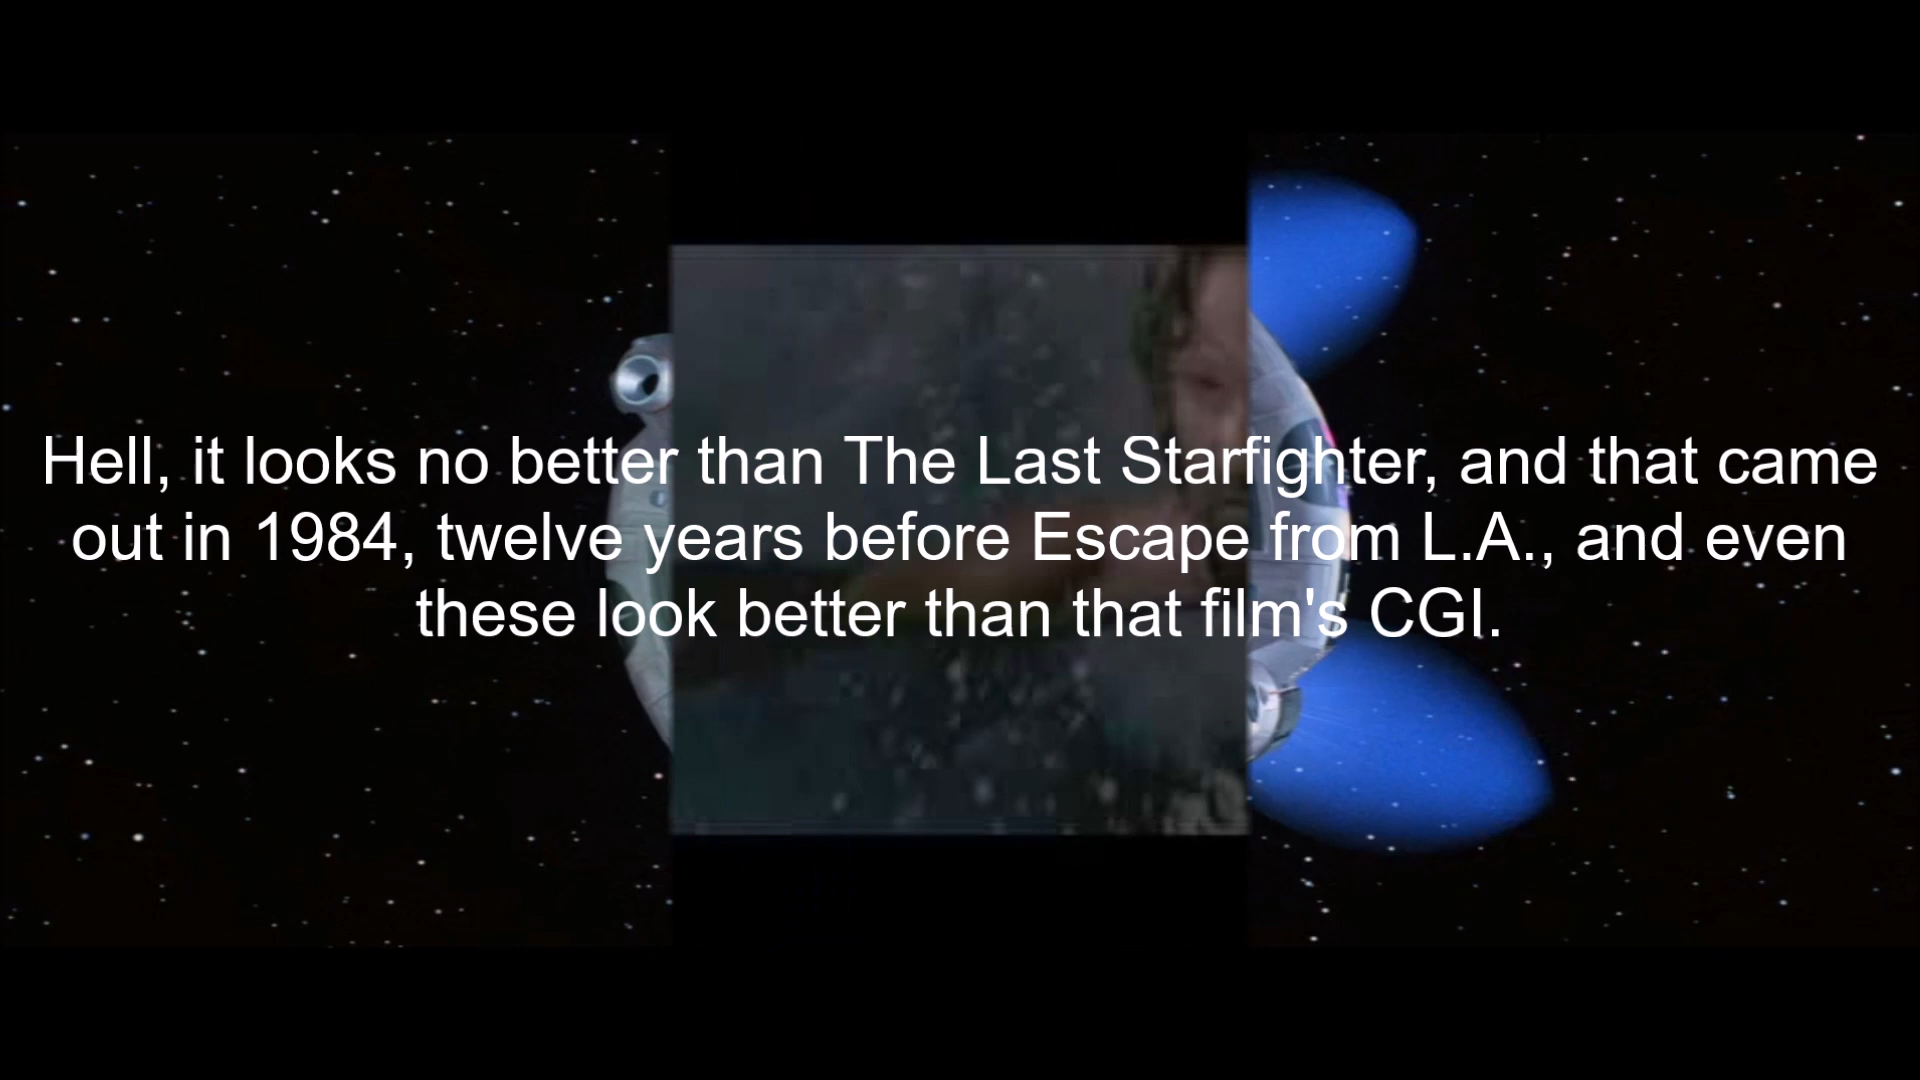 Hell, it looks no better than The Last Starfighter, and that came
out in 1984, twelve years before Escape from L.A., and even
these look better than that film's CGI.